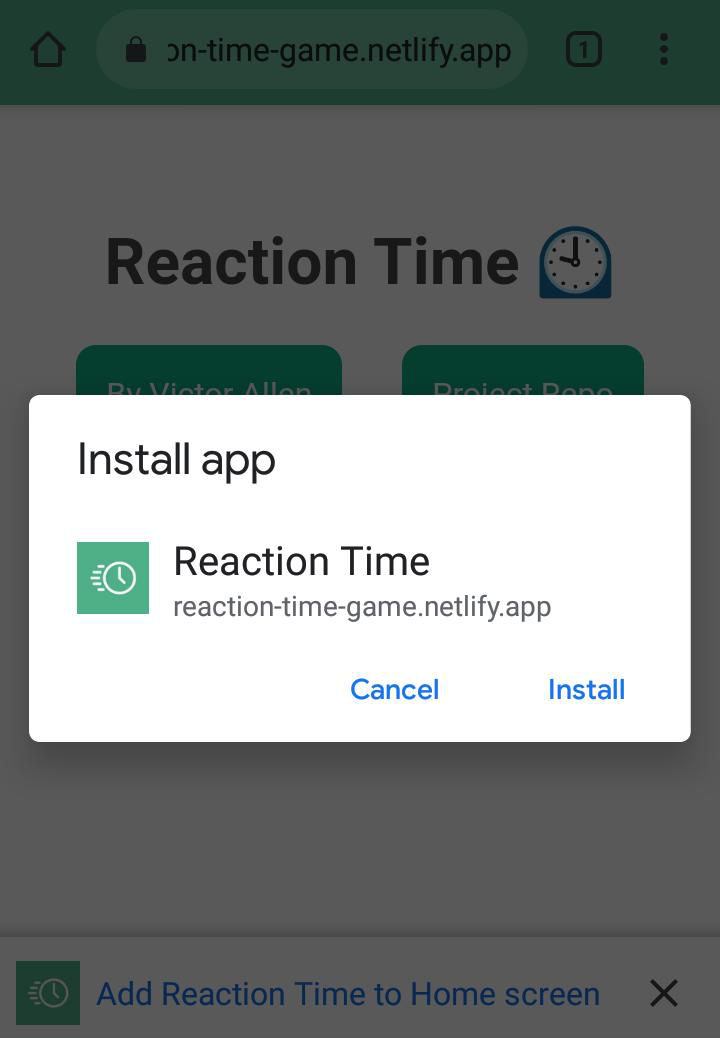 on-time-game.netlify.app
1
Reaction Time
By Victor Allen
Project Repo
Install app
Reaction Time
reaction-time-game.netlify.app
Cancel
Install
Add Reaction Time to Home screen